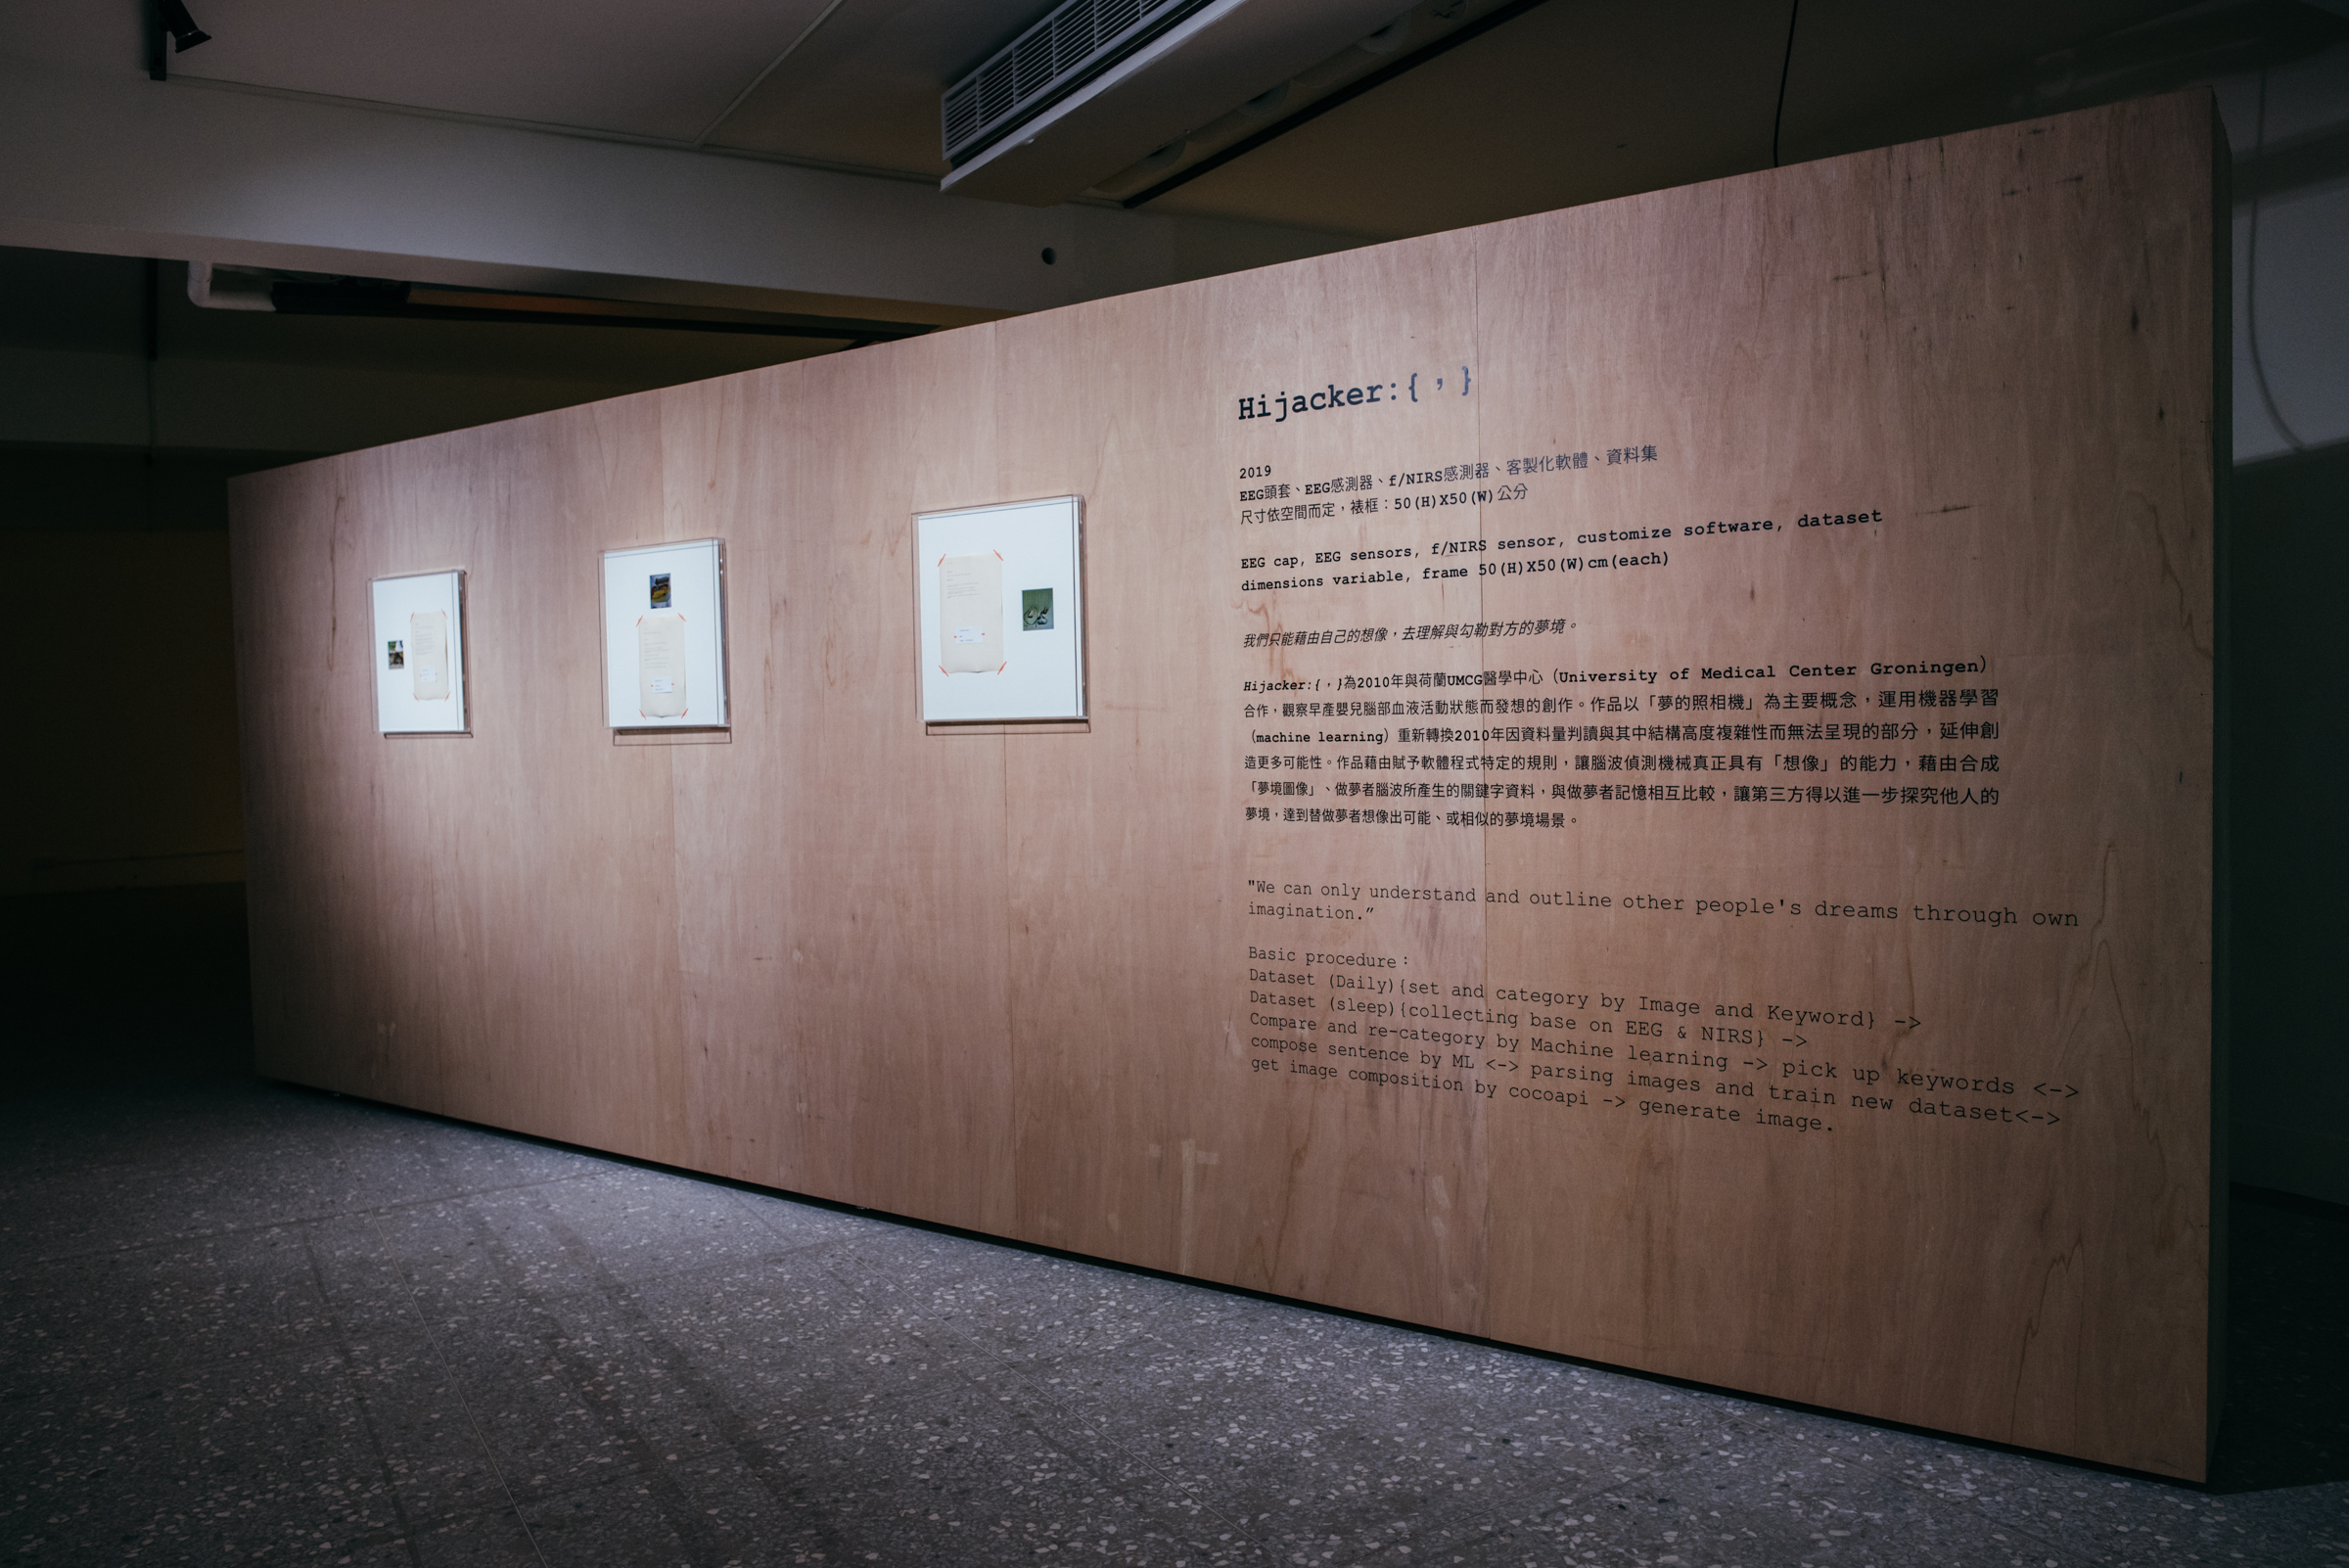 Hijacker:{ , }
2019
EEG頭套、EEG感測器、f/NIRS感測器、客製化軟體、資料集
尺寸依空間而定，裱框：50(H)X50(W)公分
EEG cap, EEG sensors, f/NIRS sensor, customize software, dataset
dimensions variable, frame 50(H)X50(W)cm(each)
我們只能藉由自己的想像，去理解與勾勒對方的夢境。
Hijacker:{ , }為2010年與荷蘭UMCG醫學中心（University of Medical Center Groningen）
合作，觀察早產嬰兒腦部血液活動狀態而發想的創作。作品以「夢的照相機」為主要概念，運用機器學習
（machine learning）重新轉換2010年因資料量判讀與其中結構高度複雜性而無法呈現的部分，延伸創
造更多可能性。作品藉由賦予軟體程式特定的規則，讓腦波偵測機械真正具有「想像」的能力，藉由合成
「夢境圖像」、做夢者腦波所產生的關鍵字資料，與做夢者記憶相互比較，讓第三方得以進一步探究他人的
夢境，達到替做夢者想像出可能、或相似的夢境場景。
"We can only understand and outline other people's dreams through own
imagination.”
Basic procedure：
Dataset (Daily){set and category by Image and Keyword} ->
Dataset (sleep){collecting base on EEG & NIRS} ->
Compare and re-category by Machine learning -> pick up keywords <->
compose sentence by ML <-> parsing images and train new dataset<->
get image composition by cocoapi -> generate image.